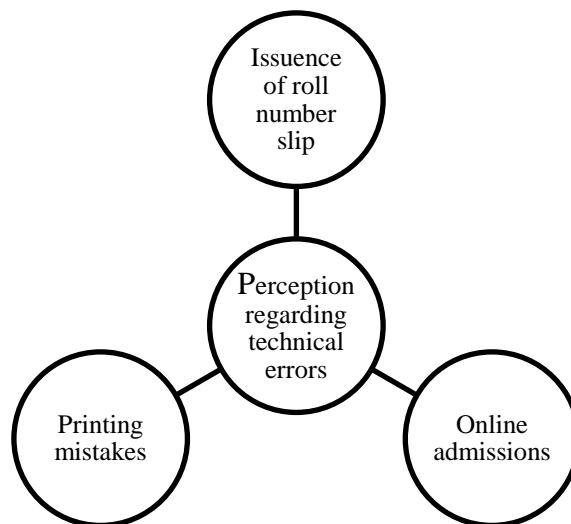 Issuence
of roll
number
slip
Perception
regarding
technical
errors
Printing
mistakes
Online
admissions